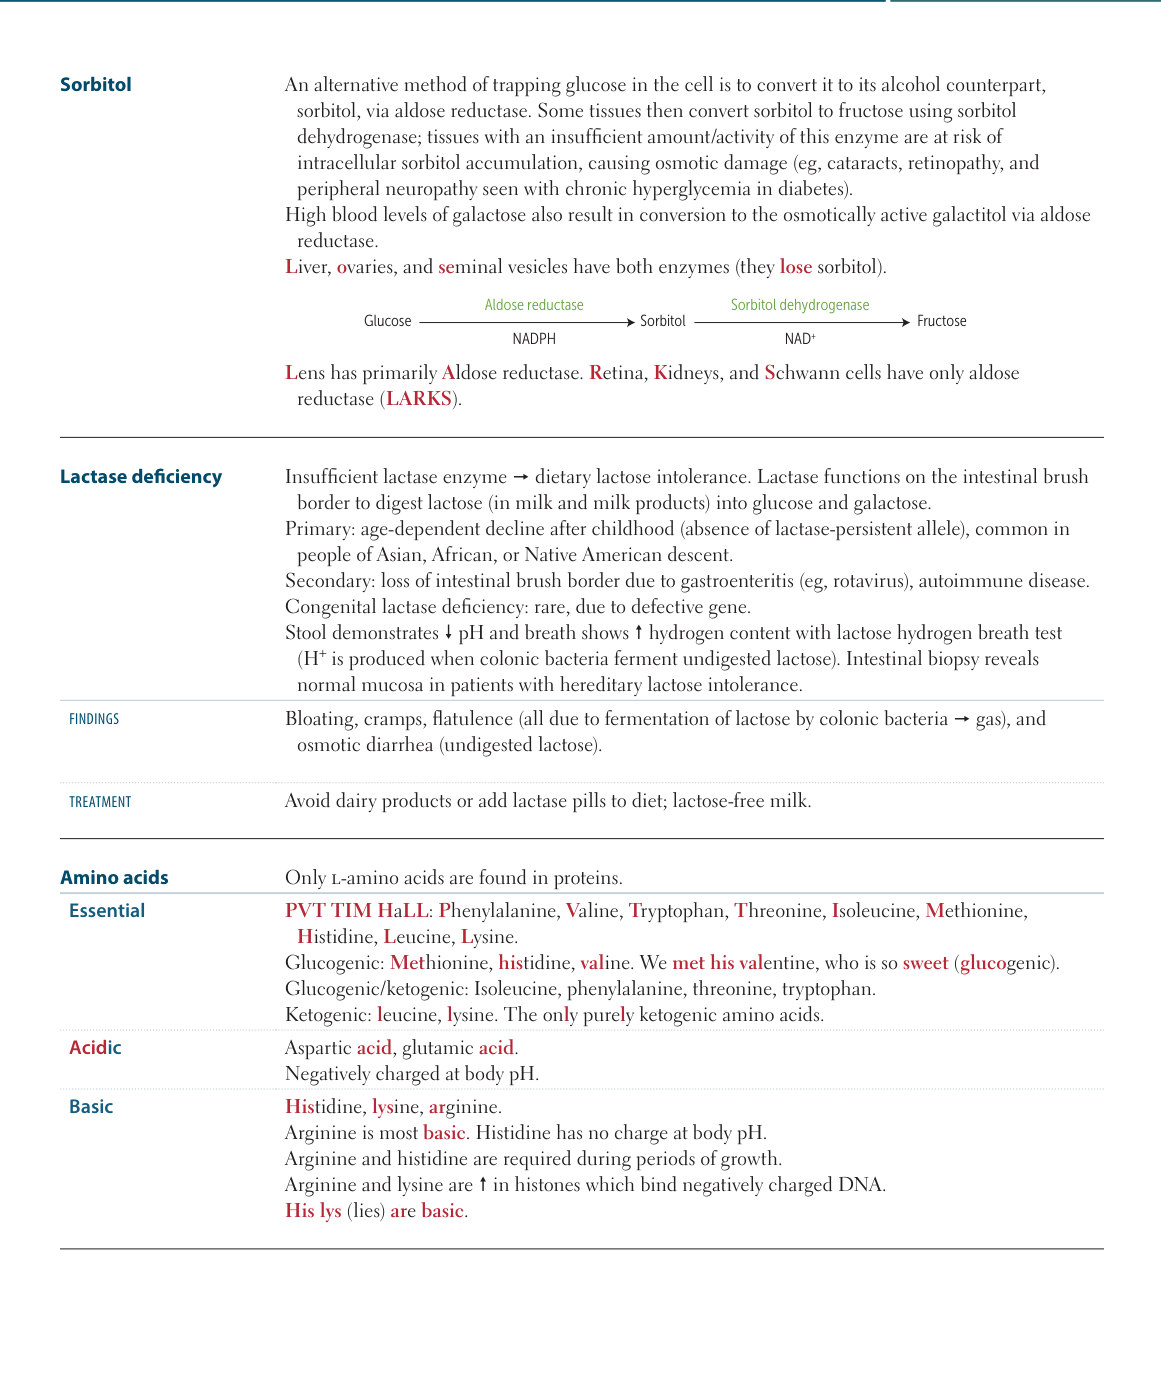 Sorbitol
An alternative method of trapping glucose in the cell is to convert it to its alcohol counterpart,
sorbitol, via aldose reductase. Some tissues then convert sorbitol to fructose using sorbitol
dehydrogenase; tissues with an insufficient amount/activity of this enzyme are at risk of
intracellular sorbitol accumulation, causing osmotic damage (eg, cataracts, retinopathy, and
peripheral neuropathy seen with chronic hyperglycemia in diabetes).
High blood levels of galactose also result in conversion to the osmotically active galactitol via aldose
reductase.
Liver, ovaries, and seminal vesicles have both enzymes (they lose sorbitol).
Aldose reductase Sorbitol dehydrogenase
Glucose → Sorbitol → Fructose
NADPH NAD⁺
Lens has primarily Aldose reductase. Retina, Kidneys, and Schwann cells have only aldose
reductase (LARKS).
Lactase deficiency
Insufficient lactase enzyme → dietary lactose intolerance. Lactase functions on the intestinal brush
border to digest lactose (in milk and milk products) into glucose and galactose.
Primary: age-dependent decline after childhood (absence of lactase-persistent allele), common in
people of Asian, African, or Native American descent.
Secondary: loss of intestinal brush border due to gastroenteritis (eg, rotavirus), autoimmune disease.
Congenital lactase deficiency: rare, due to defective gene.
Stool demonstrates ↓ pH and breath shows ↑ hydrogen content with lactose hydrogen breath test
(H⁺ is produced when colonic bacteria ferment undigested lactose). Intestinal biopsy reveals
normal mucosa in patients with hereditary lactose intolerance.
FINDINGS
Bloating, cramps, flatulence (all due to fermentation of lactose by colonic bacteria → gas), and
osmotic diarrhea (undigested lactose).
TREATMENT
Avoid dairy products or add lactase pills to diet; lactose-free milk.
Amino acids
Only L-amino acids are found in proteins.
Essential
PVT TIM HaLL: Phenylalanine, Valine, Tryptophan, Threonine, Isoleucine, Methionine,
Histidine, Leucine, Lysine.
Glucogenic: Methionine, histidine, valine. We met his valentine, who is so sweet (glucogenic).
Glucogenic/ketogenic: Isoleucine, phenylalanine, threonine, tryptophan.
Ketogenic: leucine, lysine. The only purely ketogenic amino acids.
Acidic
Aspartic acid, glutamic acid.
Negatively charged at body pH.
Basic
Histidine, lysine, arginine.
Arginine is most basic. Histidine has no charge at body pH.
Arginine and histidine are required during periods of growth.
Arginine and lysine are ↑ in histones which bind negatively charged DNA.
His lys (lies) are basic.